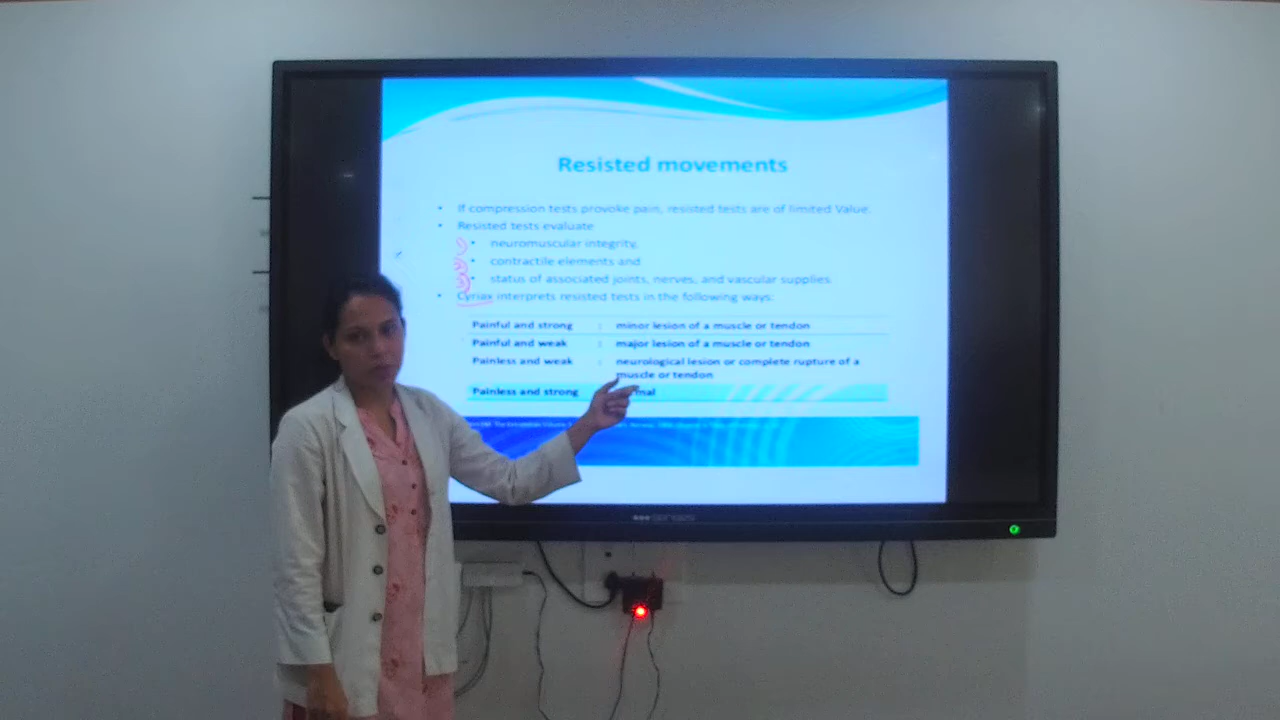 Resisted movements
• If compression tests provoke pain, resisted tests are of limited Value.
• Resisted tests evaluate
• neuromuscular integrity,
• contractile elements and
• status of associated joints, nerves, and vascular supplies
• Cyriax interprets resisted tests in the following ways:
Painful and strong : minor lesion of a muscle or tendon
Painful and weak : major lesion of a muscle or tendon
Painless and weak : neurological lesion or complete rupture of a
muscle or tendon
Painless and strong